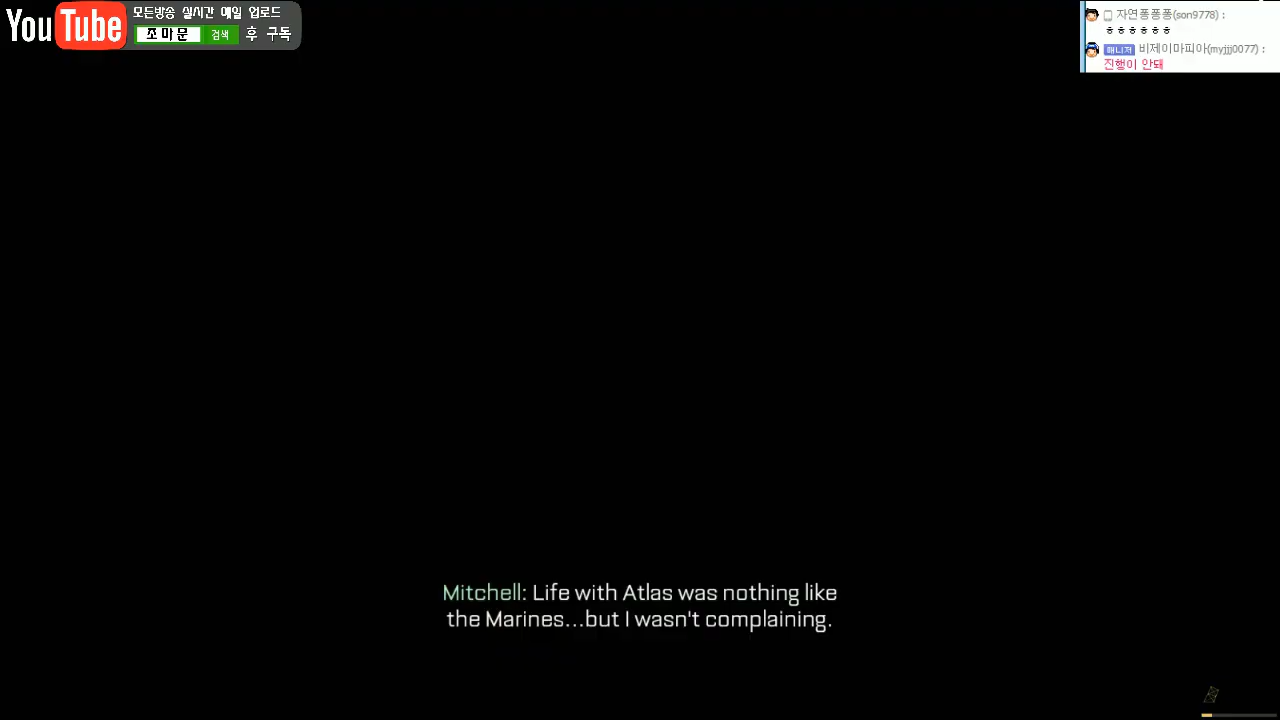 YouTube
모든방송 실시간 매일 업로드
조마문 검색 후 구독
자연퐁퐁퐁(son9778) :
ㅎㅎㅎㅎㅎㅎ
매니저 비제이마피아(myjjj0077) :
진행이 안돼
Mitchell: Life with Atlas was nothing like
the Marines...but I wasn't complaining.